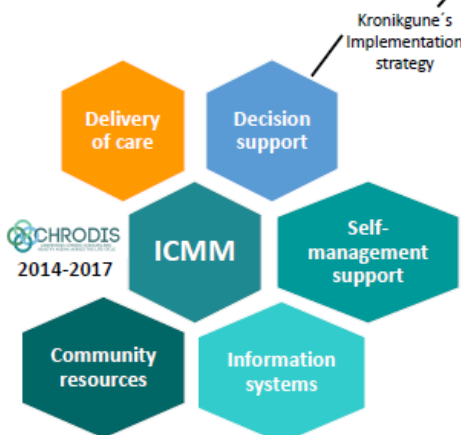 Kronikgune´s
Implementation
strategy
Delivery
of care
Decision
support
CHRODIS
2014-2017
ICMM
Self-
management
support
Community
resources
Information
systems